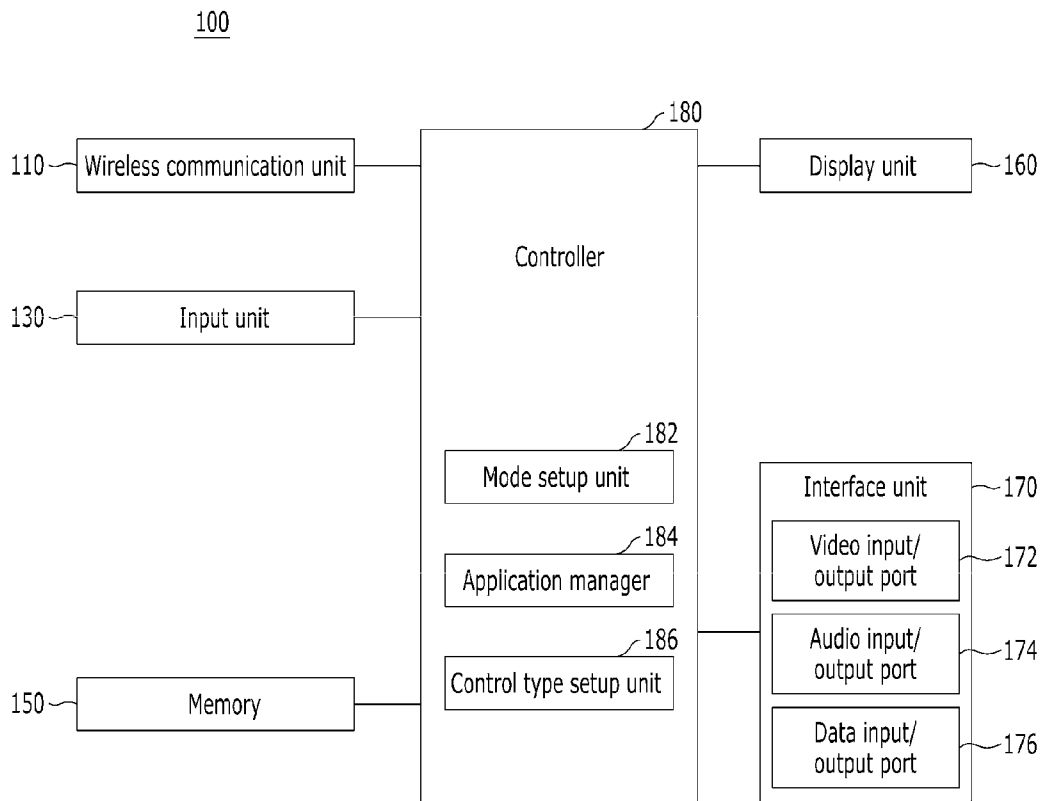 100
180
110
Wireless communication unit
Display unit
160
Controller
130
Input unit
182
Mode setup unit
Interface unit
170
184
Video input/
output port
172
Application manager
186
Audio input/
output port
174
Control type setup unit
150
Memory
Data input/
output port
176